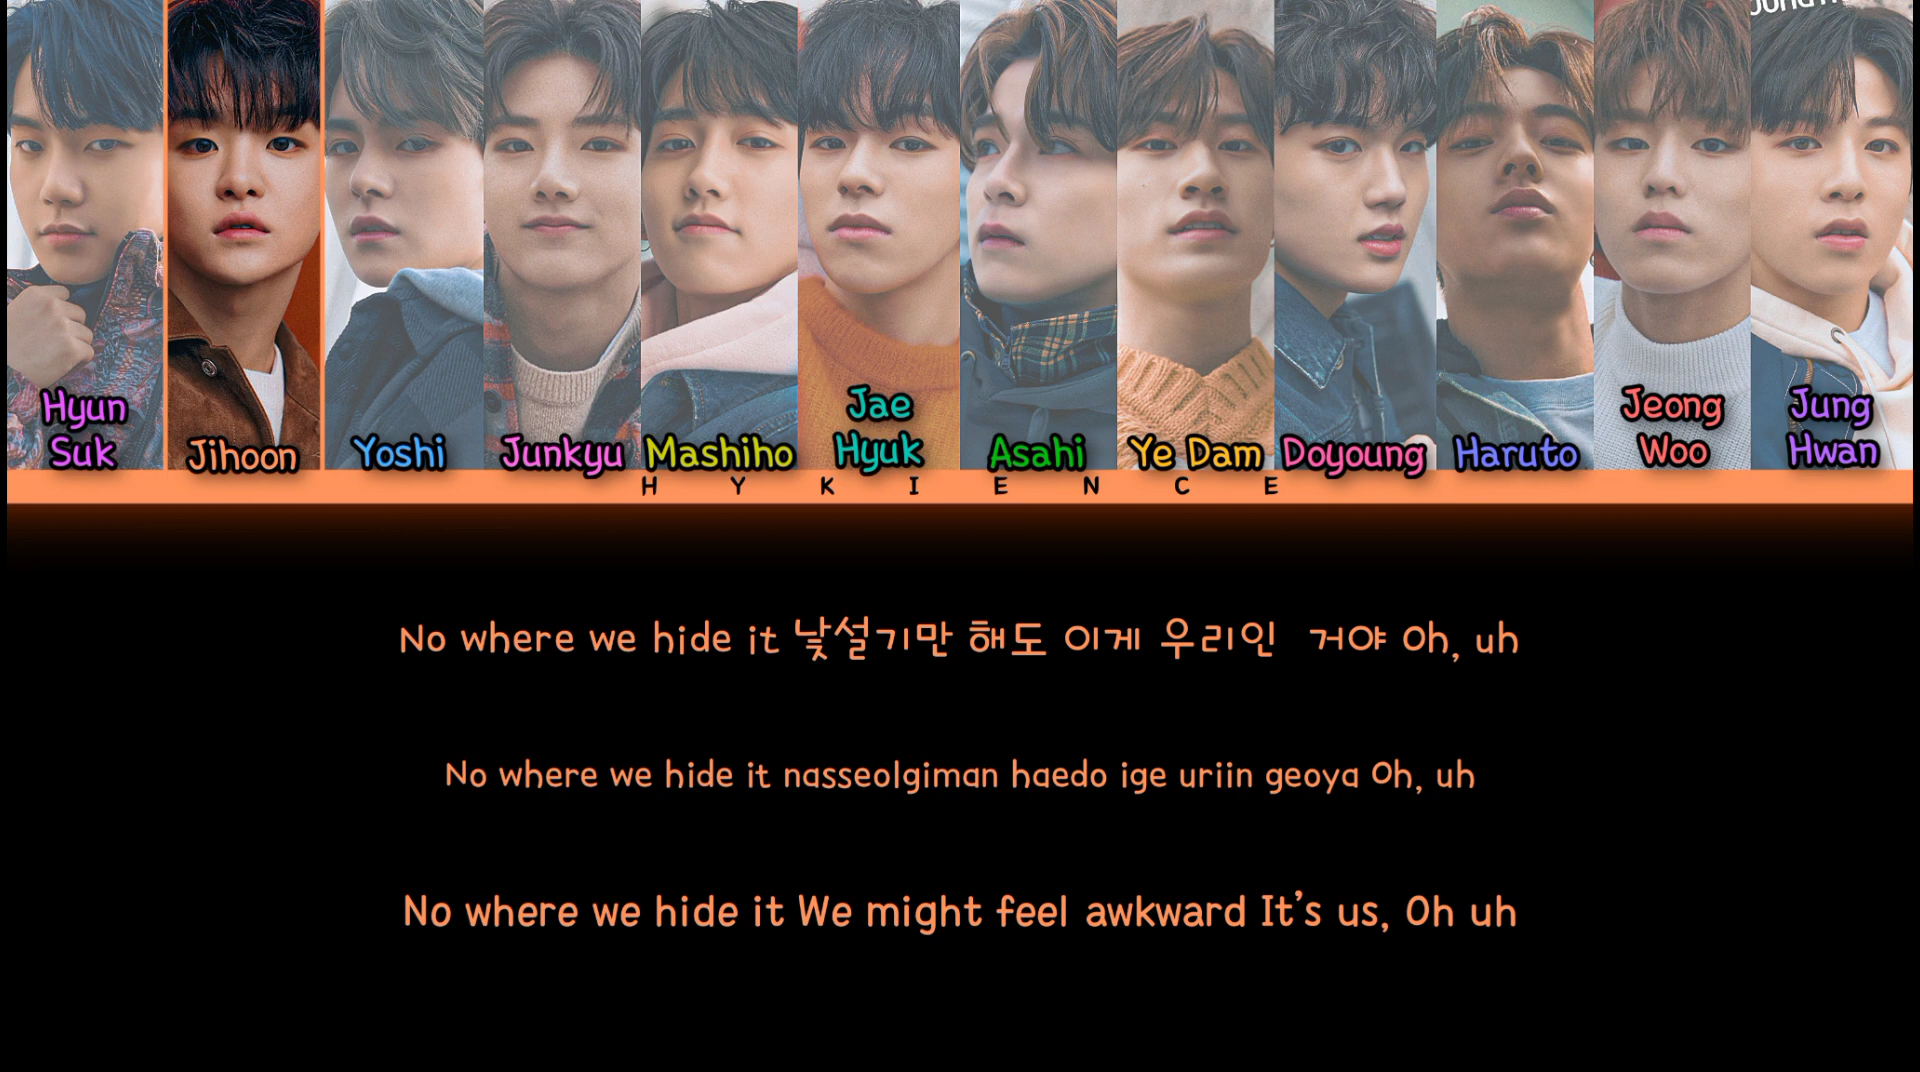 Hyun
Suk
Jihoon
Yoshi
Junkyu
Mashiho
Jae
Hyuk
Asahi
Ye Dam
Doyoung
Haruto
Jeong
Woo
Jung
Hwan
H Y K I E N C E
No where we hide it 낯설기만 해도 이게 우리인 거야 Oh, uh
No where we hide it nasseolgiman haedo ige uriin geoya Oh, uh
No where we hide it We might feel awkward It's us, Oh uh